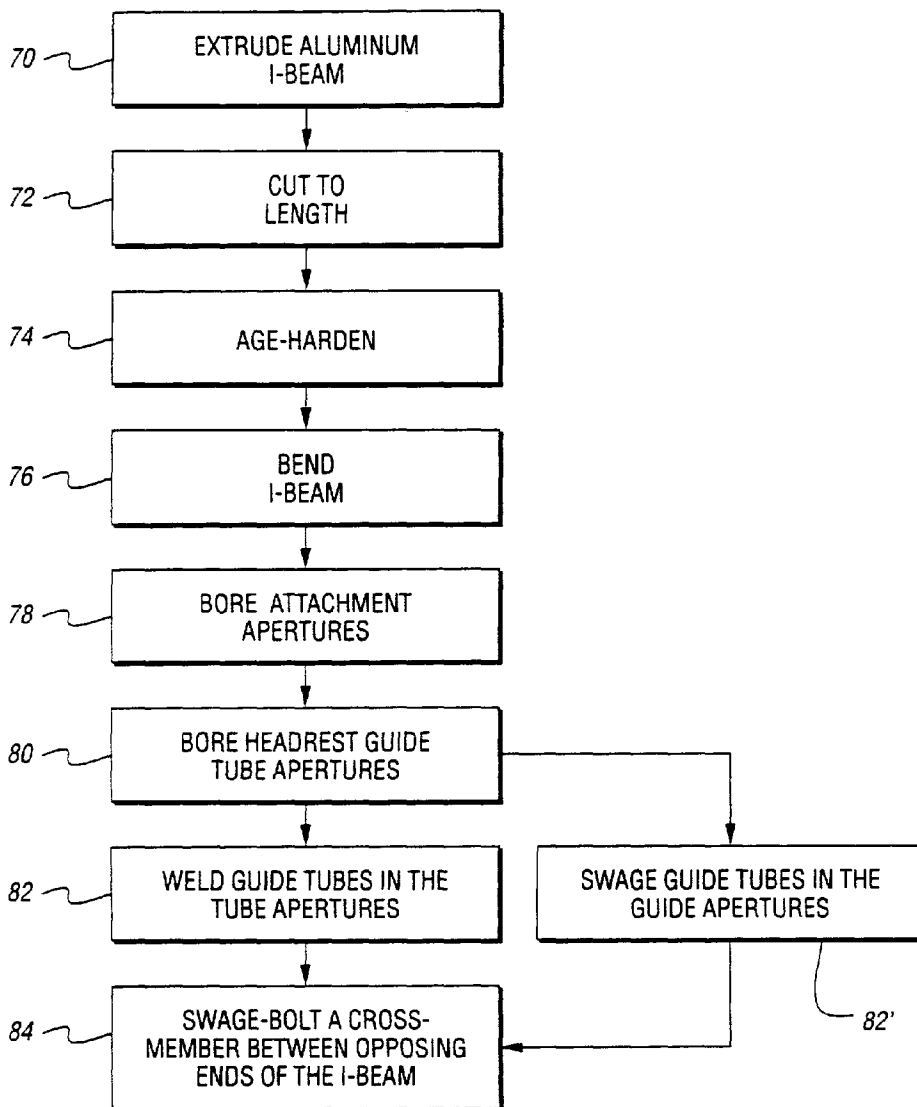 70
EXTRUDE ALUMINUM
I-BEAM
72
CUT TO
LENGTH
74
AGE-HARDEN
76
BEND
I-BEAM
78
BORE ATTACHMENT
APERTURES
80
BORE HEADREST GUIDE
TUBE APERTURES
82
WELD GUIDE TUBES IN THE
TUBE APERTURES
SWAGE GUIDE TUBES IN THE
GUIDE APERTURES
82'
84
SWAGE-BOLT A CROSS-
MEMBER BETWEEN OPPOSING
ENDS OF THE I-BEAM